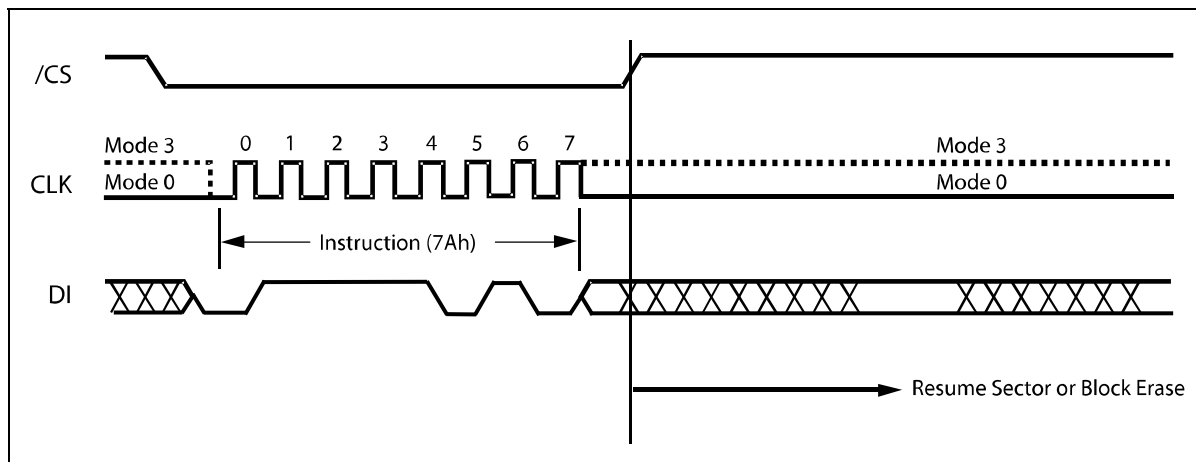 /CS
Mode 3 0 1 2 3 4 5 6 7 Mode 3
CLK Mode 0 Mode 0
Instruction (7Ah)
DI
Resume Sector or Block Erase